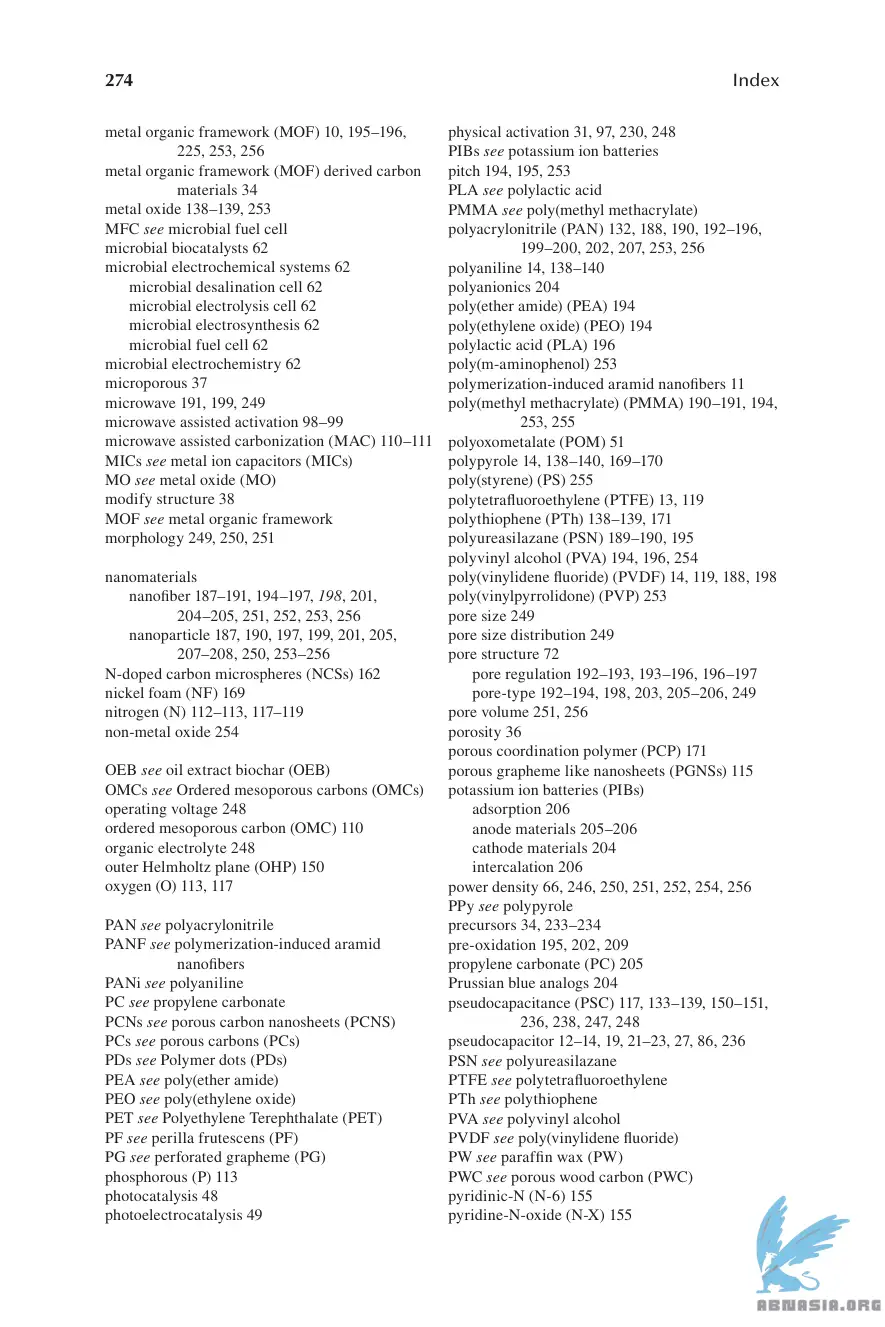 274
Index
metal organic framework (MOF) 10, 195–196,
225, 253, 256
metal organic framework (MOF) derived carbon
materials 34
metal oxide 138–139, 253
MFC see microbial fuel cell
microbial biocatalysts 62
microbial electrochemical systems 62
microbial desalination cell 62
microbial electrolysis cell 62
microbial electrosynthesis 62
microbial fuel cell 62
microbial electrochemistry 62
microporous 37
microwave 191, 199, 249
microwave assisted activation 98–99
microwave assisted carbonization (MAC) 110–111
MICs see metal ion capacitors (MICs)
MO see metal oxide (MO)
modify structure 38
MOF see metal organic framework
morphology 249, 250, 251
nanomaterials
nanofiber 187–191, 194–197, 198, 201,
204–205, 251, 252, 253, 256
nanoparticle 187, 190, 197, 199, 201, 205,
207–208, 250, 253–256
N-doped carbon microspheres (NCSs) 162
nickel foam (NF) 169
nitrogen (N) 112–113, 117–119
non-metal oxide 254
OEB see oil extract biochar (OEB)
OMCs see Ordered mesoporous carbons (OMCs)
operating voltage 248
ordered mesoporous carbon (OMC) 110
organic electrolyte 248
outer Helmholtz plane (OHP) 150
oxygen (O) 113, 117
PAN see polyacrylonitrile
PANF see polymerization-induced aramid
nanofibers
PANi see polyaniline
PC see propylene carbonate
PCNs see porous carbon nanosheets (PCNS)
PCs see porous carbons (PCs)
PDs see Polymer dots (PDs)
PEA see poly(ether amide)
PEO see poly(ethylene oxide)
PET see Polyethylene Terephthalate (PET)
PF see perilla frutescens (PF)
PG see perforated grapheme (PG)
phosphorous (P) 113
photocatalysis 48
photoelectrocatalysis 49
physical activation 31, 97, 230, 248
PIBs see potassium ion batteries
pitch 194, 195, 253
PLA see polylactic acid
PMMA see poly(methyl methacrylate)
polyacrylonitrile (PAN) 132, 188, 190, 192–196,
199–200, 202, 207, 253, 256
polyaniline 14, 138–140
polyanionics 204
poly(ether amide) (PEA) 194
poly(ethylene oxide) (PEO) 194
polylactic acid (PLA) 196
poly(m-aminophenol) 253
polymerization-induced aramid nanofibers 11
poly(methyl methacrylate) (PMMA) 190–191, 194,
253, 255
polyoxometalate (POM) 51
polypyrole 14, 138–140, 169–170
poly(styrene) (PS) 255
polytetrafluoroethylene (PTFE) 13, 119
polythiophene (PTh) 138–139, 171
polyureasilazane (PSN) 189–190, 195
polyvinyl alcohol (PVA) 194, 196, 254
poly(vinylidene fluoride) (PVDF) 14, 119, 188, 198
poly(vinylpyrrolidone) (PVP) 253
pore size 249
pore size distribution 249
pore structure 72
pore regulation 192–193, 193–196, 196–197
pore-type 192–194, 198, 203, 205–206, 249
pore volume 251, 256
porosity 36
porous coordination polymer (PCP) 171
porous grapheme like nanosheets (PGNSs) 115
potassium ion batteries (PIBs)
adsorption 206
anode materials 205–206
cathode materials 204
intercalation 206
power density 66, 246, 250, 251, 252, 254, 256
PPy see polypyrole
precursors 34, 233–234
pre-oxidation 195, 202, 209
propylene carbonate (PC) 205
Prussian blue analogs 204
pseudocapacitance (PSC) 117, 133–139, 150–151,
236, 238, 247, 248
pseudocapacitor 12–14, 19, 21–23, 27, 86, 236
PSN see polyureasilazane
PTFE see polytetrafluoroethylene
PTh see polythiophene
PVA see polyvinyl alcohol
PVDF see poly(vinylidene fluoride)
PW see paraffin wax (PW)
PWC see porous wood carbon (PWC)
pyridinic-N (N-6) 155
pyridine-N-oxide (N-X) 155
ABNASIA.ORG